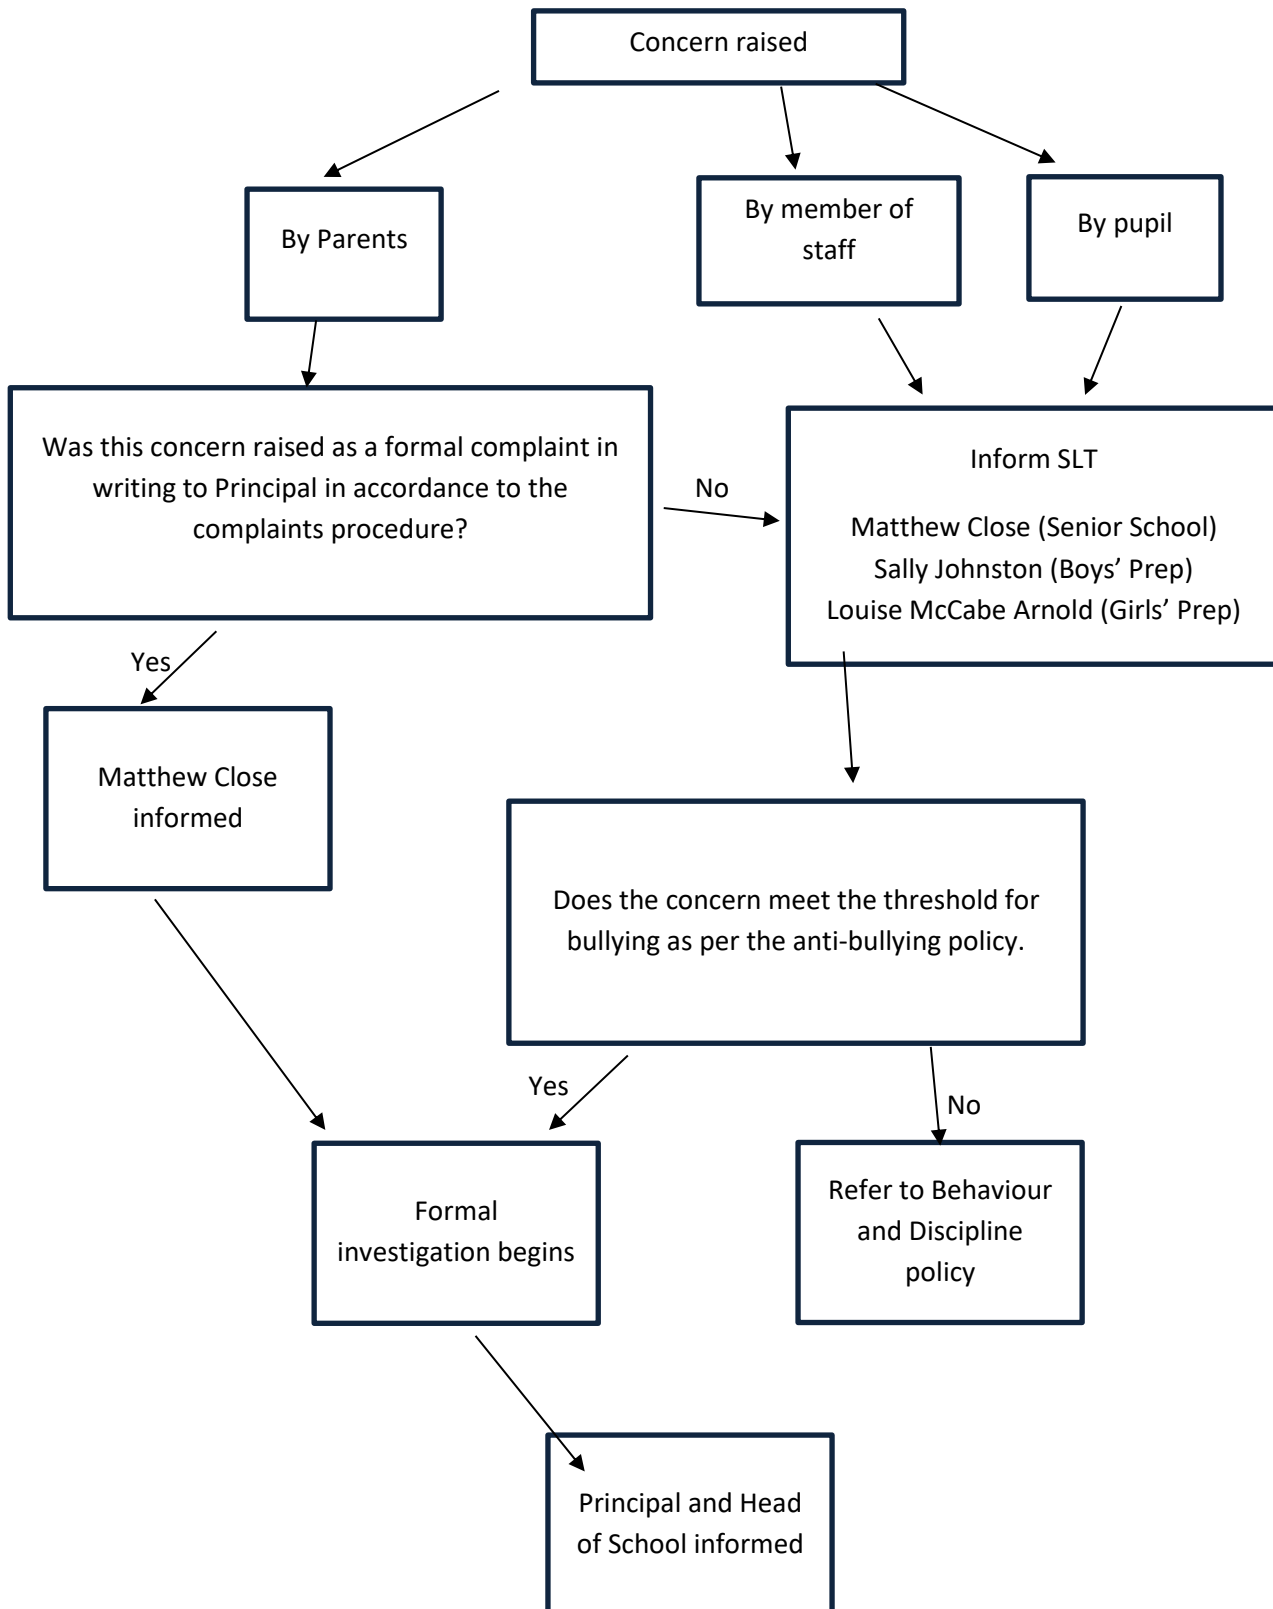 Concern raised
By Parents
By member of
staff
By pupil
Was this concern raised as a formal complaint in
writing to Principal in accordance to the
complaints procedure?
No
Inform SLT
Matthew Close (Senior School)
Sally Johnston (Boys’ Prep)
Louise McCabe Arnold (Girls’ Prep)
Yes
Matthew Close
informed
Does the concern meet the threshold for
bullying as per the anti-bullying policy.
Yes
No
Formal
investigation begins
Refer to Behaviour
and Discipline
policy
Principal and Head
of School informed